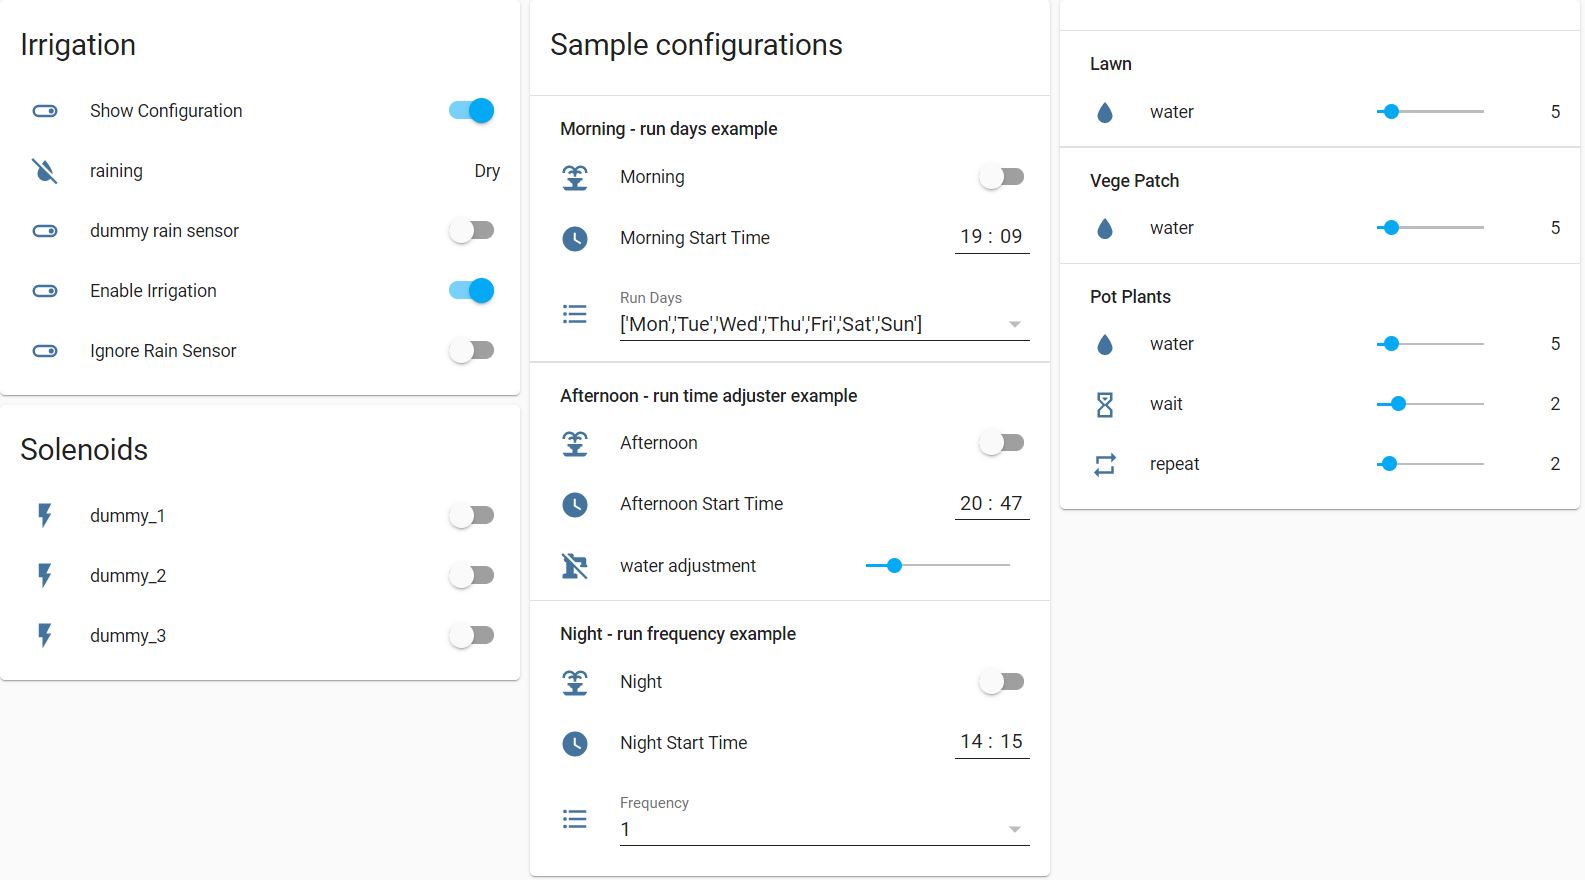 Irrigation
Show Configuration
raining Dry
dummy rain sensor
Enable Irrigation
Ignore Rain Sensor
Solenoids
dummy_1
dummy_2
dummy_3
Sample configurations
Morning - run days example
Morning
Morning Start Time 19 : 09
Run Days
['Mon','Tue','Wed','Thu','Fri','Sat','Sun']
Afternoon - run time adjuster example
Afternoon
Afternoon Start Time 20 : 47
water adjustment
Night - run frequency example
Night
Night Start Time 14 : 15
Frequency
1
Lawn
water 5
Vege Patch
water 5
Pot Plants
water 5
wait 2
repeat 2